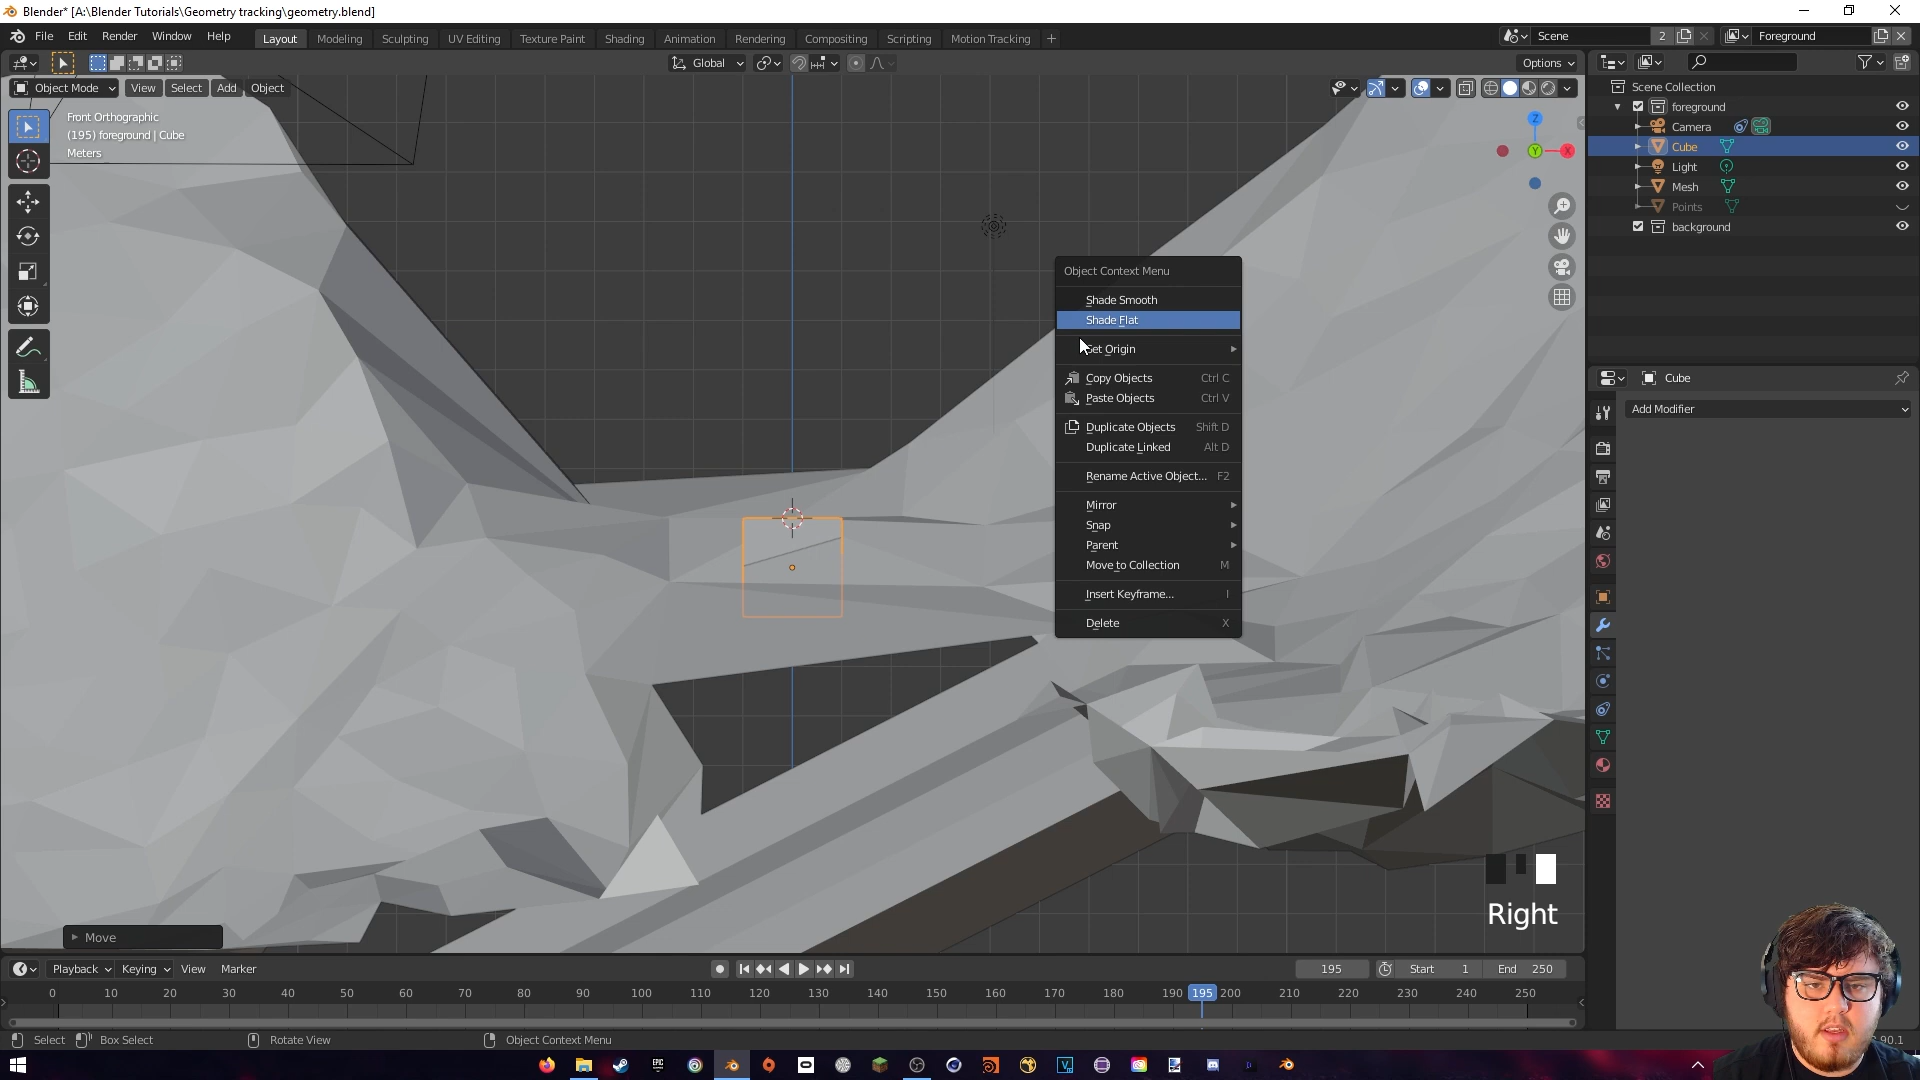 Blender* [A:\Blender Tutorials\Geometry tracking\geometry.blend]
File Edit Render Window Help
Layout Modeling Sculpting UV Editing Texture Paint Shading Animation Rendering Compositing Scripting Motion Tracking +
Scene 2 Foreground
Global Options
Object Mode View Select Add Object
Front Orthographic
(195) foreground | Cube
Meters
Z
Y
X
Scene Collection
foreground
Camera
Cube
Light
Mesh
Points
background
Cube
Add Modifier
Object Context Menu
Shade Smooth
Shade Flat
Set Origin
Copy Objects Ctrl C
Paste Objects Ctrl V
Duplicate Objects Shift D
Duplicate Linked Alt D
Rename Active Object... F2
Mirror
Snap
Parent
Move to Collection M
Insert Keyframe... I
Delete X
Right
Move
Playback Keying View Marker 195 Start 1 End 250
0 10 20 30 40 50 60 70 80 90 100 110 120 130 140 150 160 170 180 190 195 200 210 220 230 240 250
Select Box Select Rotate View Object Context Menu